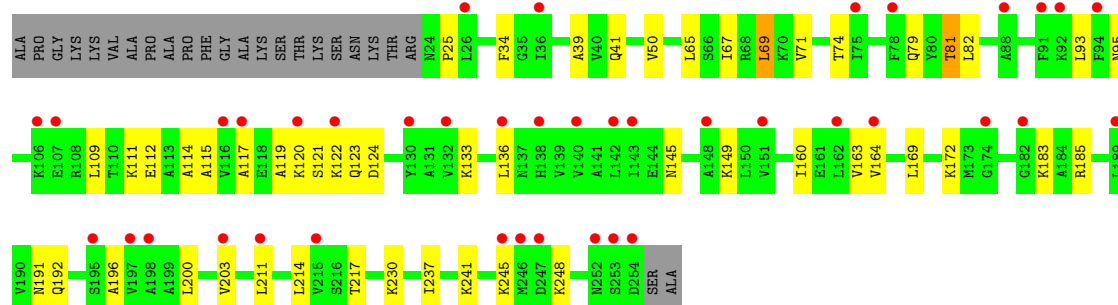 ALA PRO GLY LYS LYS VAL ALA PRO ALA PRO PHE GLY ALA LYS SER THR LYS SER ASN LYS THR ARG N24 P25 L26 F34 G35 I36 A39 V40 Q41 V50 L65 S66 I67 R68 L69 K70 V71 T74 I75 F78 Q79 Y80 T81 L82 A88 F91 K92 L93 F94 N95
K106 E107 R108 L109 T110 K111 E112 A113 A114 A115 V116 A117 E118 A119 K120 S121 K122 Q123 D124 Y130 A131 V132 K133 L136 N137 H138 V139 V140 A141 L142 I143 E144 N145 A148 K149 L150 V151 I160 E161 L162 V163 V164 L169 K172 M173 G174 G182 K183 A184 R185 L189
V190 N191 Q192 S195 A196 V197 A198 A199 L200 V203 L211 L214 V215 S216 T217 K230 I237 K241 K245 M246 D247 K248 N252 S253 D254 SER ALA